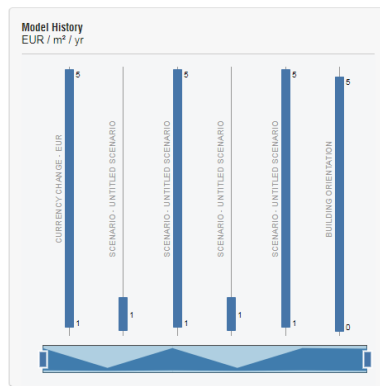 Model History
EUR / m² / yr
CURRENCY CHANGE - EUR
5
1
SCENARIO - UNTITLED SCENARIO
1
SCENARIO - UNTITLED SCENARIO
5
1
SCENARIO - UNTITLED SCENARIO
1
SCENARIO - UNTITLED SCENARIO
5
1
BUILDING ORIENTATION
5
0